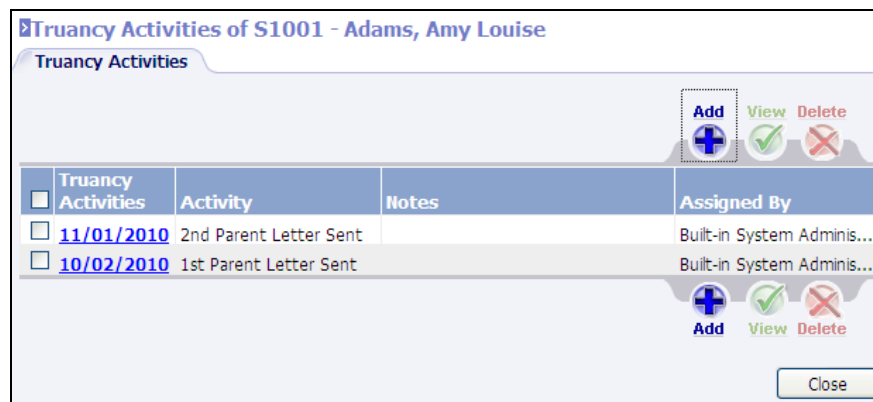 Truancy Activities of S1001 - Adams, Amy Louise
Truancy Activities
Add View Delete
Truancy Activities Activity Notes Assigned By
11/01/2010 2nd Parent Letter Sent Built-in System Adminis...
10/02/2010 1st Parent Letter Sent Built-in System Adminis...
Add View Delete
Close